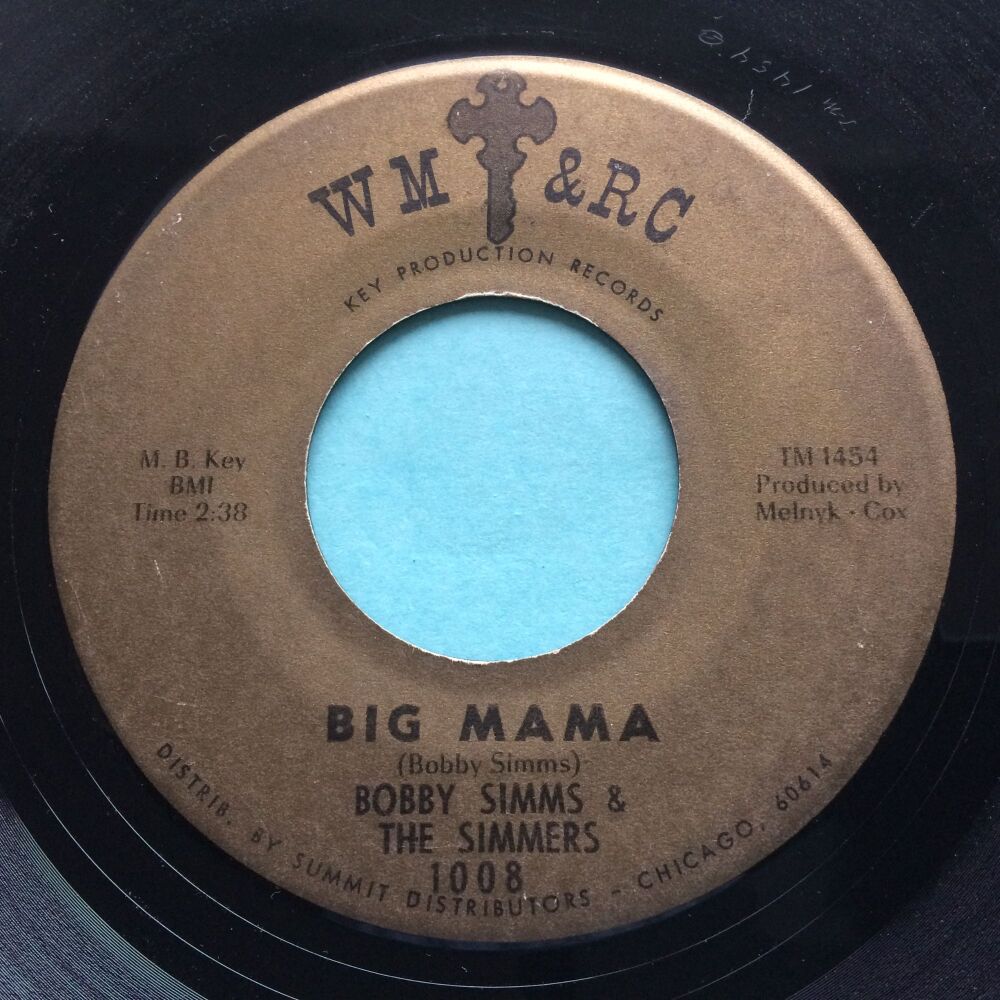 WM &RC
KEY PRODUCTION RECORDS
M. B. Key
BMI
Time 2:38
TM 1454
Produced by
Melnyk · Cox
BIG MAMA
(Bobby Simms)
BOBBY SIMMS &
THE SIMMERS
1008
DISTRIB. BY SUMMIT DISTRIBUTORS - CHICAGO, 60614